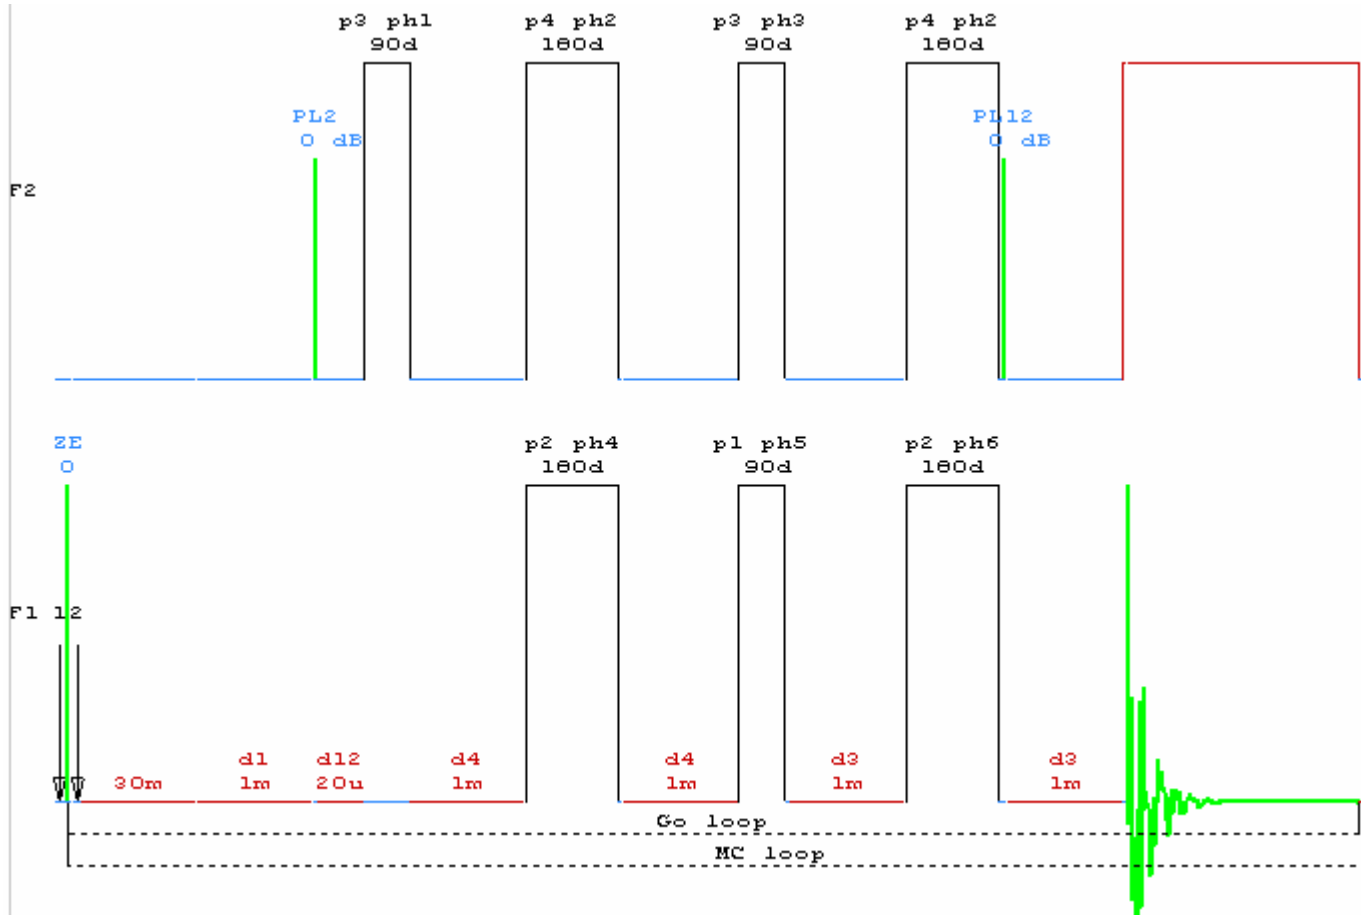 p3 ph1 p4 ph2 p3 ph3 p4 ph2
90d 180d 90d 180d
PL2 PL12
0 dB 0 dB
F2
ZE p2 ph4 p1 ph5 p2 ph6
0 180d 90d 180d
F1 12
d1 d12 d4 d4 d3 d3
30m 1m 20u 1m 1m 1m 1m
Go loop
MC loop